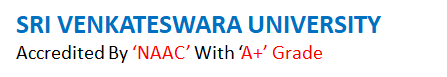 SRI VENKATESWARA UNIVERSITY
Accredited By ‘NAAC’ With ‘A+’ Grade